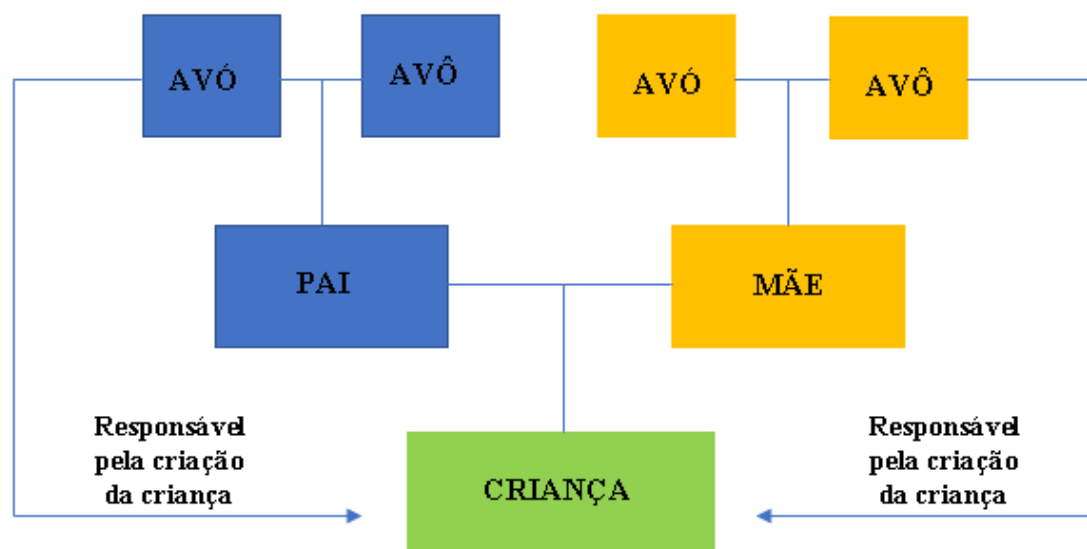 AVÓ
AVÔ
AVÓ
AVÔ
PAI
MÃE
Responsável
pela criação
da criança
CRIANÇA
Responsável
pela criação
da criança